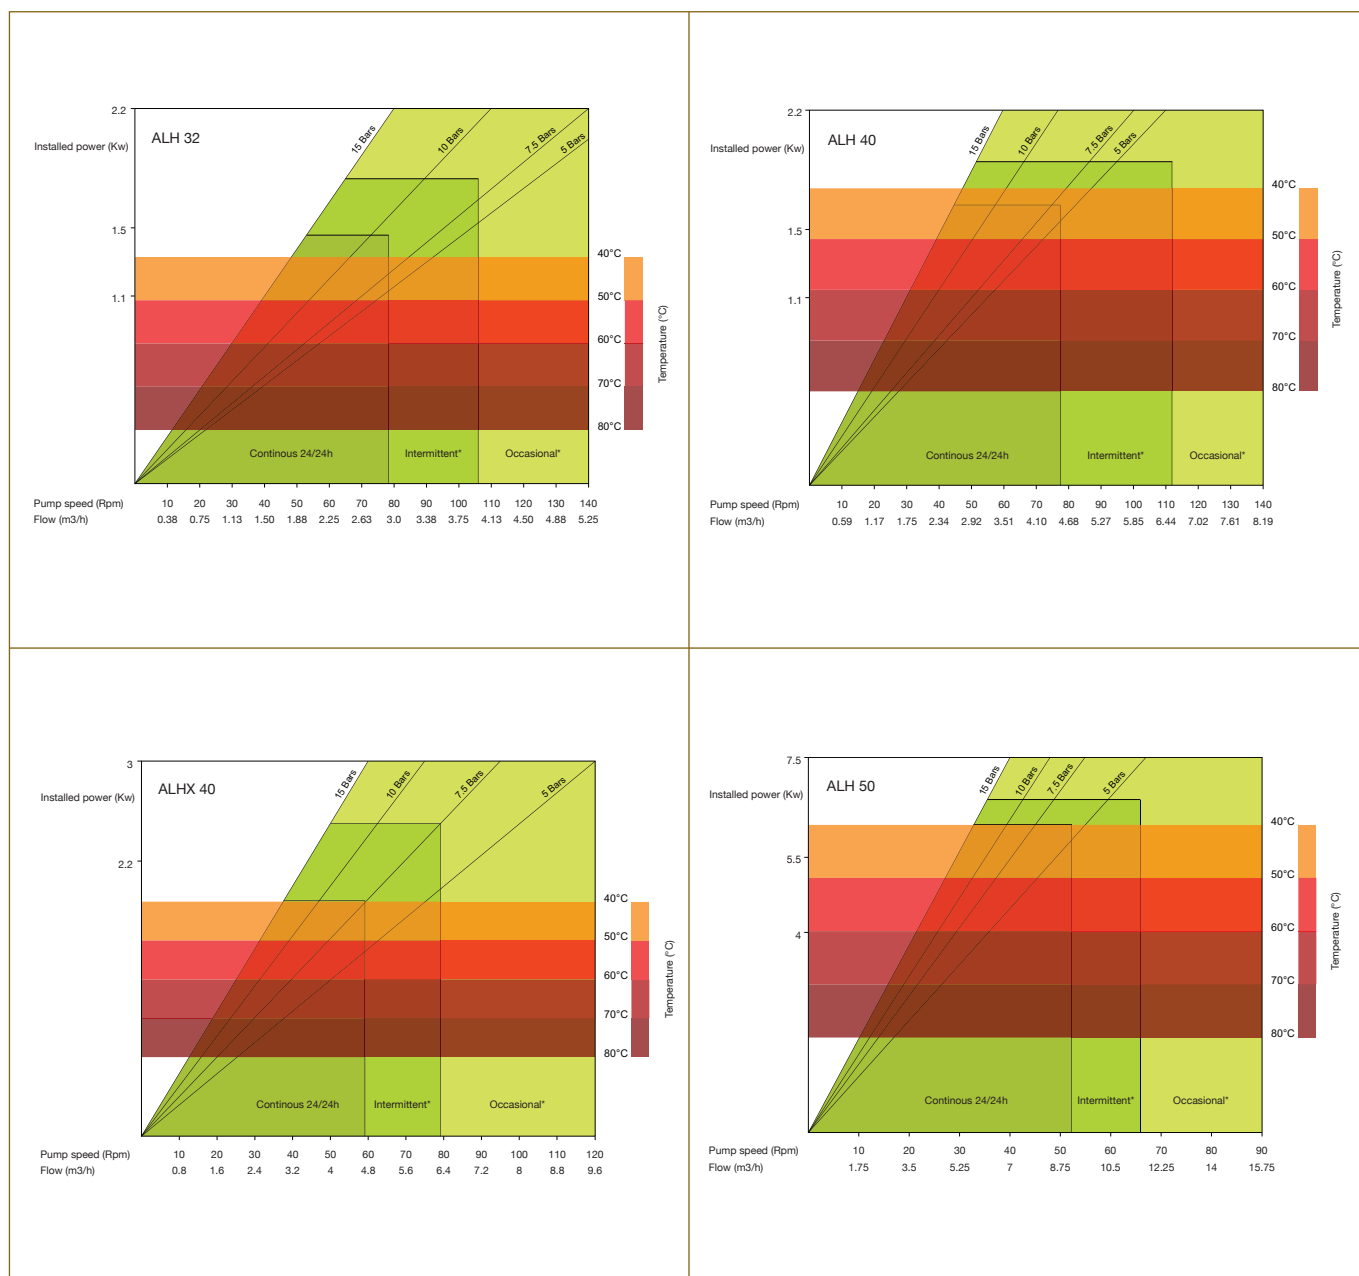 2.2
Installed power (Kw)
ALH 32
15 Bars
10 Bars
7.5 Bars
5 Bars
1.5
1.1
40°C
50°C
60°C
70°C
80°C
Temperature (°C)
Continous 24/24h Intermittent* Occasional*
Pump speed (Rpm) 10 20 30 40 50 60 70 80 90 100 110 120 130 140
Flow (m3/h) 0.38 0.75 1.13 1.50 1.88 2.25 2.63 3.0 3.38 3.75 4.13 4.50 4.88 5.25
2.2
Installed power (Kw)
ALH 40
15 Bars
10 Bars
7.5 Bars
5 Bars
1.5
1.1
40°C
50°C
60°C
70°C
80°C
Temperature (°C)
Continous 24/24h Intermittent* Occasional*
Pump speed (Rpm) 10 20 30 40 50 60 70 80 90 100 110 120 130 140
Flow (m3/h) 0.59 1.17 1.75 2.34 2.92 3.51 4.10 4.68 5.27 5.85 6.44 7.02 7.61 8.19
3
Installed power (Kw)
ALHX 40
15 Bars
10 Bars
7.5 Bars
5 Bars
2.2
40°C
50°C
60°C
70°C
80°C
Temperature (°C)
Continous 24/24h Intermittent* Occasional*
Pump speed (Rpm) 10 20 30 40 50 60 70 80 90 100 110 120
Flow (m3/h) 0.8 1.6 2.4 3.2 4 4.8 5.6 6.4 7.2 8 8.8 9.6
7.5
Installed power (Kw)
ALH 50
15 Bars
10 Bars
7.5 Bars
5 Bars
5.5
4
40°C
50°C
60°C
70°C
80°C
Temperature (°C)
Continous 24/24h Intermittent* Occasional*
Pump speed (Rpm) 10 20 30 40 50 60 70 80 90
Flow (m3/h) 1.75 3.5 5.25 7 8.75 10.5 12.25 14 15.75